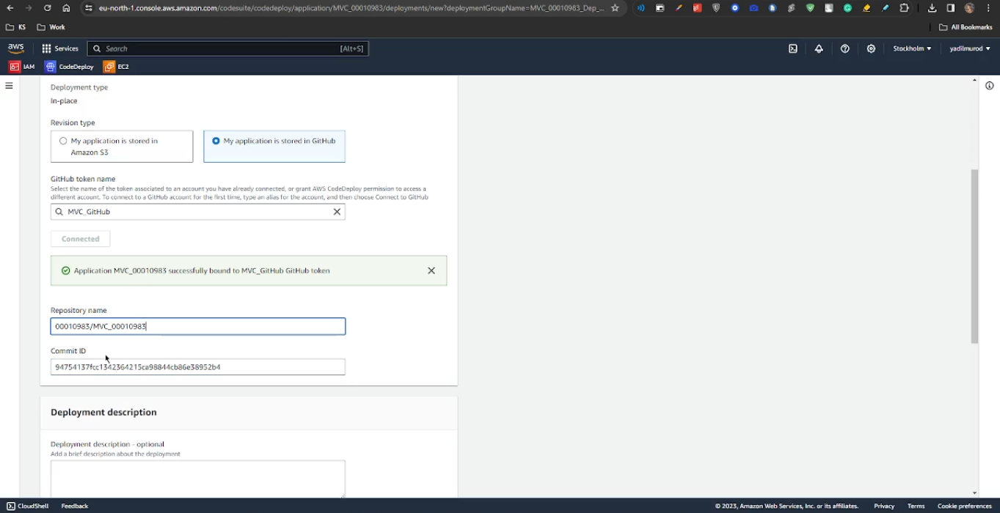 eu-north-1.console.aws.amazon.com/codesuite/codedeploy/application/MVC_00010983/deployments/new?deploymentGroupName=MVC_00010983_Dep_...
KS
Work
All Bookmarks
aws
Services
Search
[Alt+S]
Stockholm
yadilmurod
IAM
CodeDeploy
EC2
Deployment type
In-place
Revision type
My application is stored in
Amazon S3
My application is stored in GitHub
GitHub token name
Select the name of the token associated to an account you have already connected, or grant AWS CodeDeploy permission to access a
different account. To connect to a GitHub account for the first time, type an alias for the account, and then choose Connect to GitHub
MVC_GitHub
Connected
Application MVC_00010983 successfully bound to MVC_GitHub GitHub token
Repository name
00010983/MVC_00010983
Commit ID
94754137fcc1342364215ca98844cb86e38952b4
Deployment description
Deployment description - optional
Add a brief description about the deployment
CloudShell
Feedback
© 2023, Amazon Web Services, Inc. or its affiliates.
Privacy
Terms
Cookie preferences